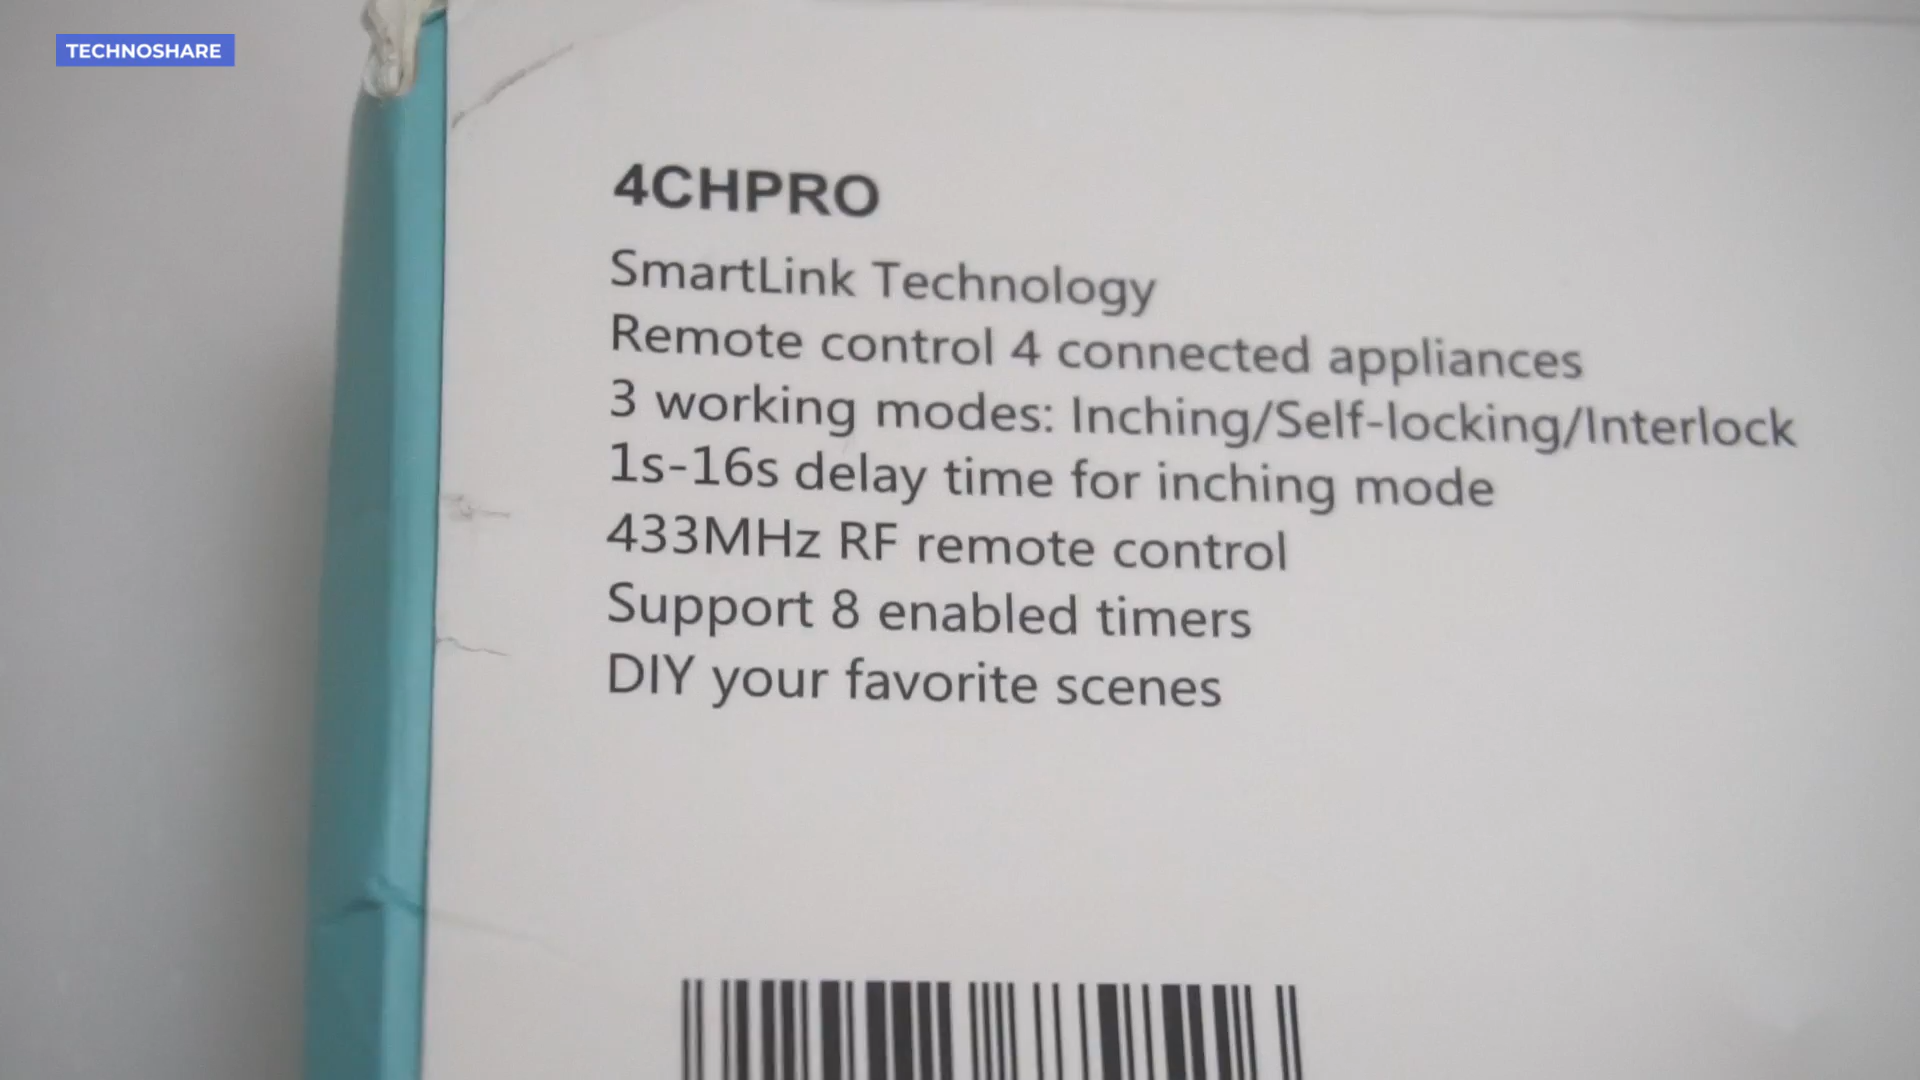 TECHNOSHARE
4CHPRO
SmartLink Technology
Remote control 4 connected appliances
3 working modes: Inching/Self-locking/Interlock
1s-16s delay time for inching mode
433MHz RF remote control
Support 8 enabled timers
DIY your favorite scenes